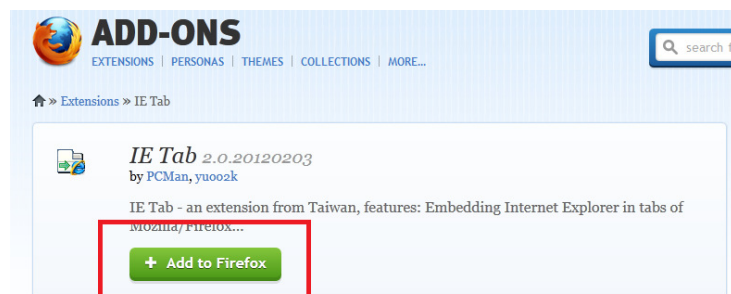 ADD-ONS
EXTENSIONS | PERSONAS | THEMES | COLLECTIONS | MORE...
search f
» Extensions » IE Tab
IE Tab 2.0.20120203
by PCMan, yuoo2k
IE Tab - an extension from Taiwan, features: Embedding Internet Explorer in tabs of
Mozilla/Firefox...
+ Add to Firefox